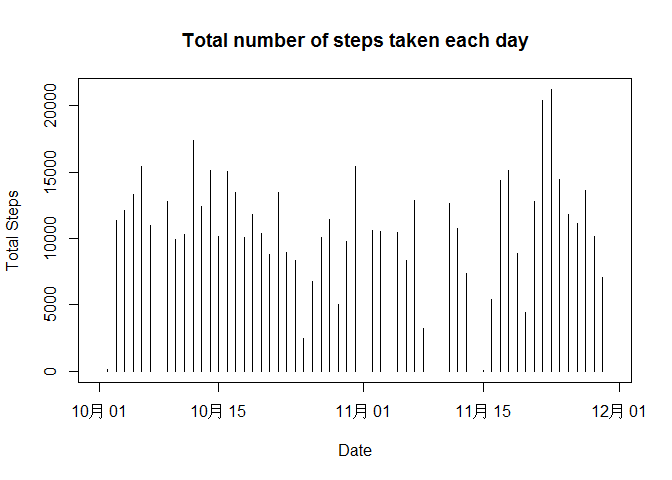 Total number of steps taken each day
Total Steps
20000
15000
10000
5000
0
10月 01
10月 15
11月 01
11月 15
12月 01
Date